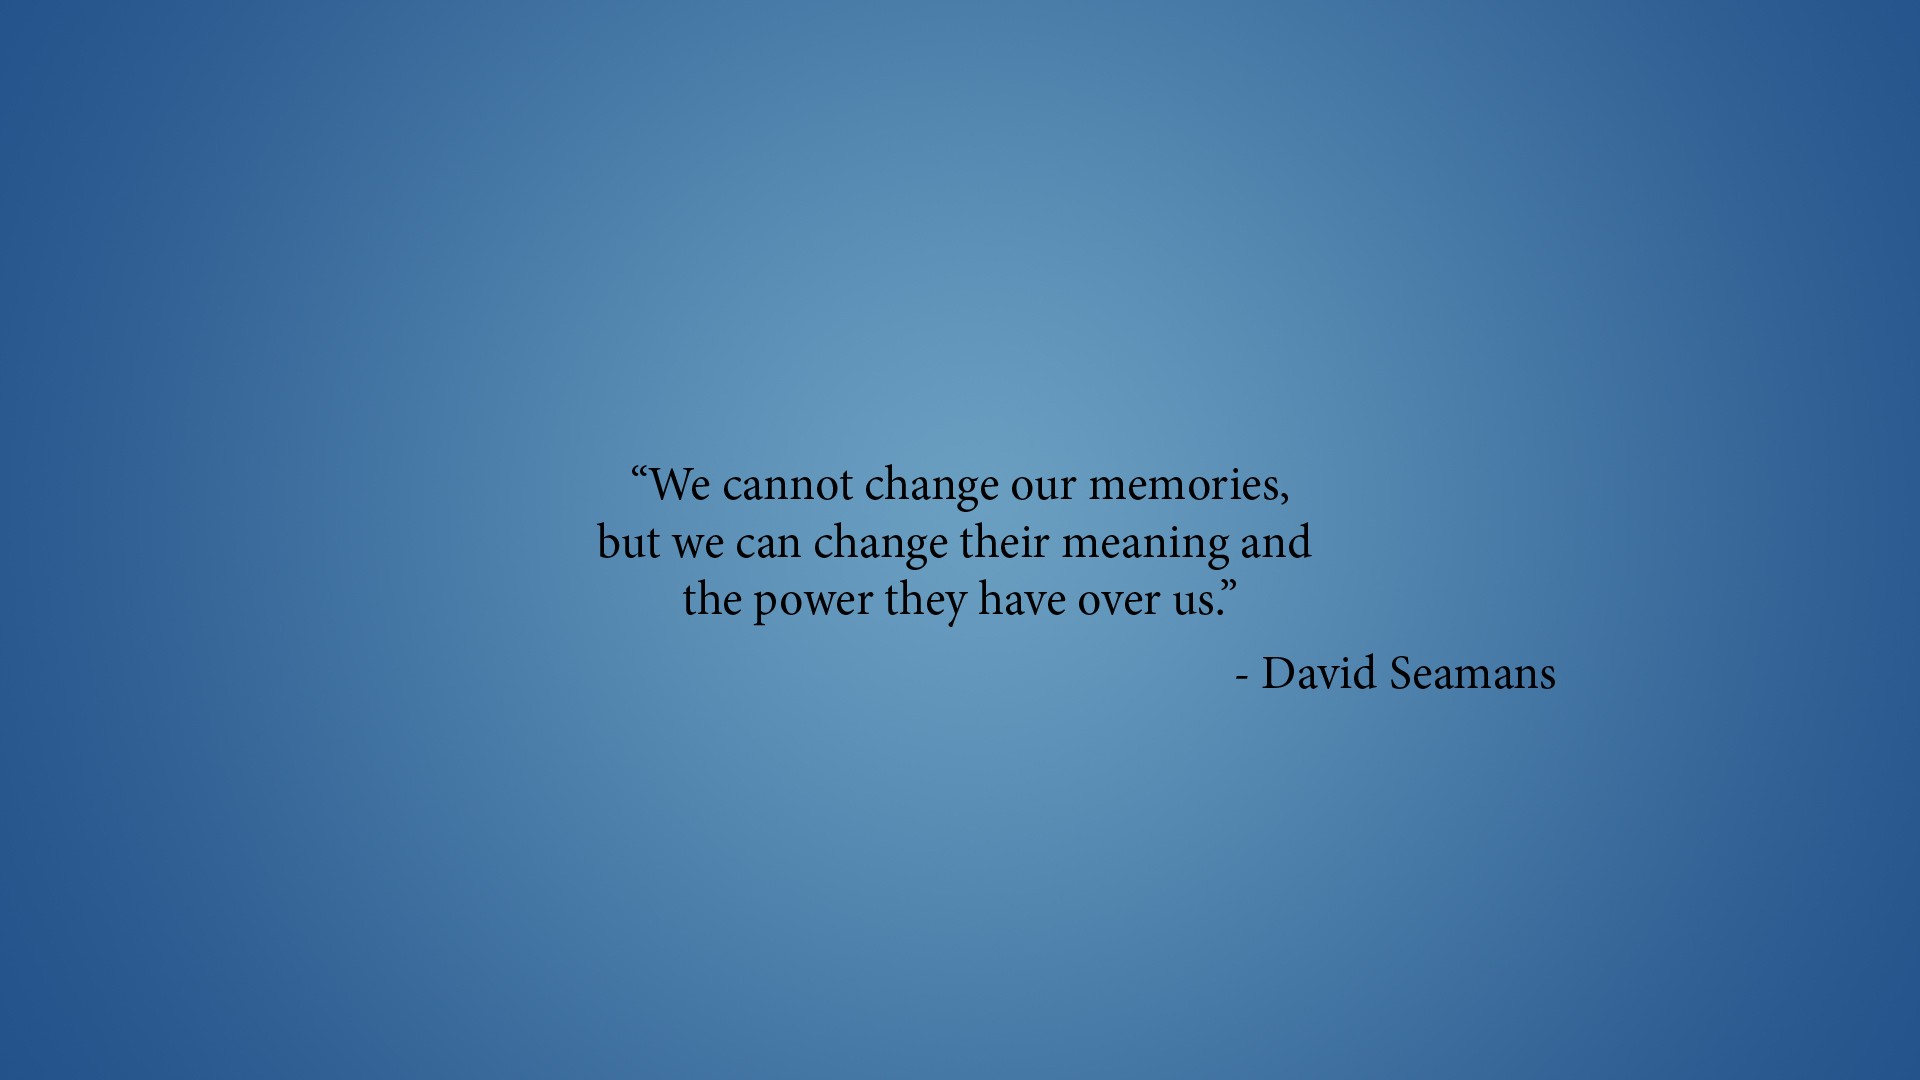 “We cannot change our memories,
but we can change their meaning and
the power they have over us.”
- David Seamans